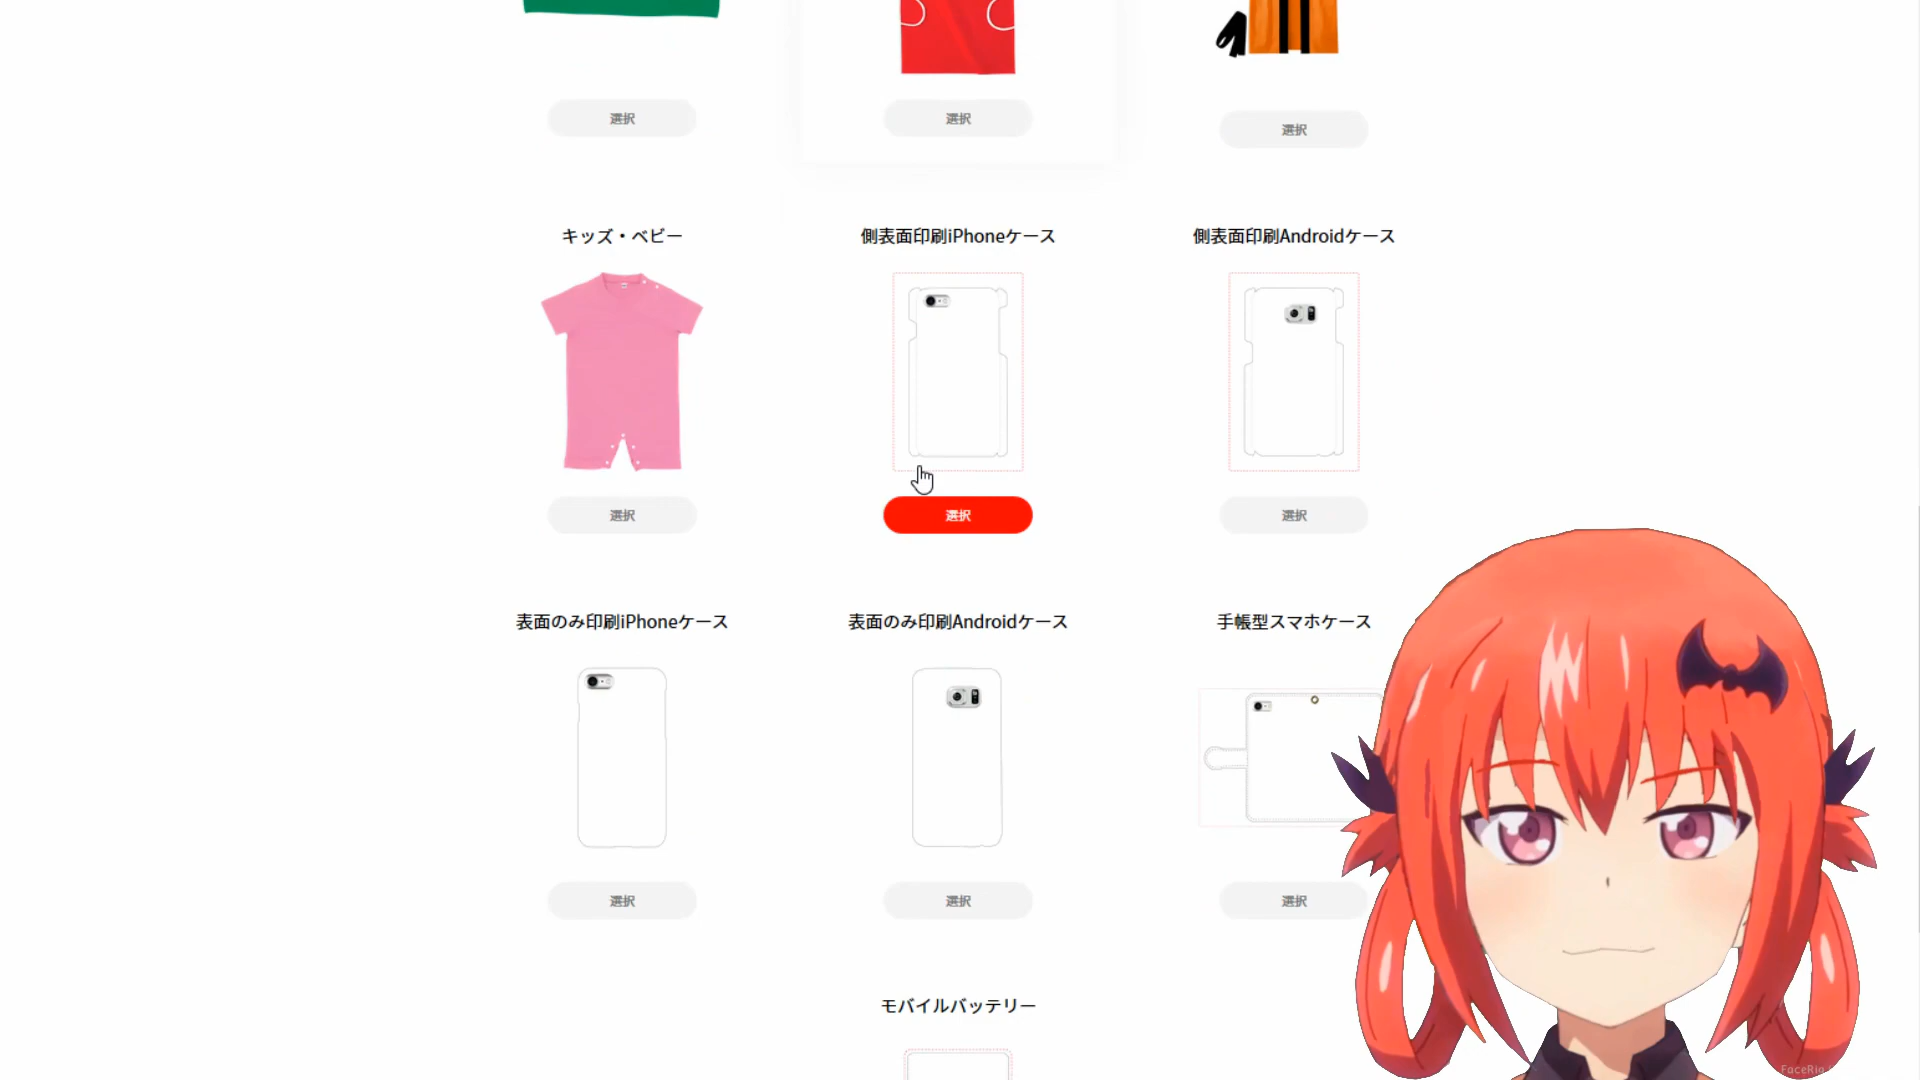 選択
選択
選択
キッズ・ベビー
側表面印刷iPhoneケース
側表面印刷Androidケース
選択
選択
選択
表面のみ印刷iPhoneケース
表面のみ印刷Androidケース
手帳型スマホケース
選択
選択
選択
モバイルバッテリー
FaceRig